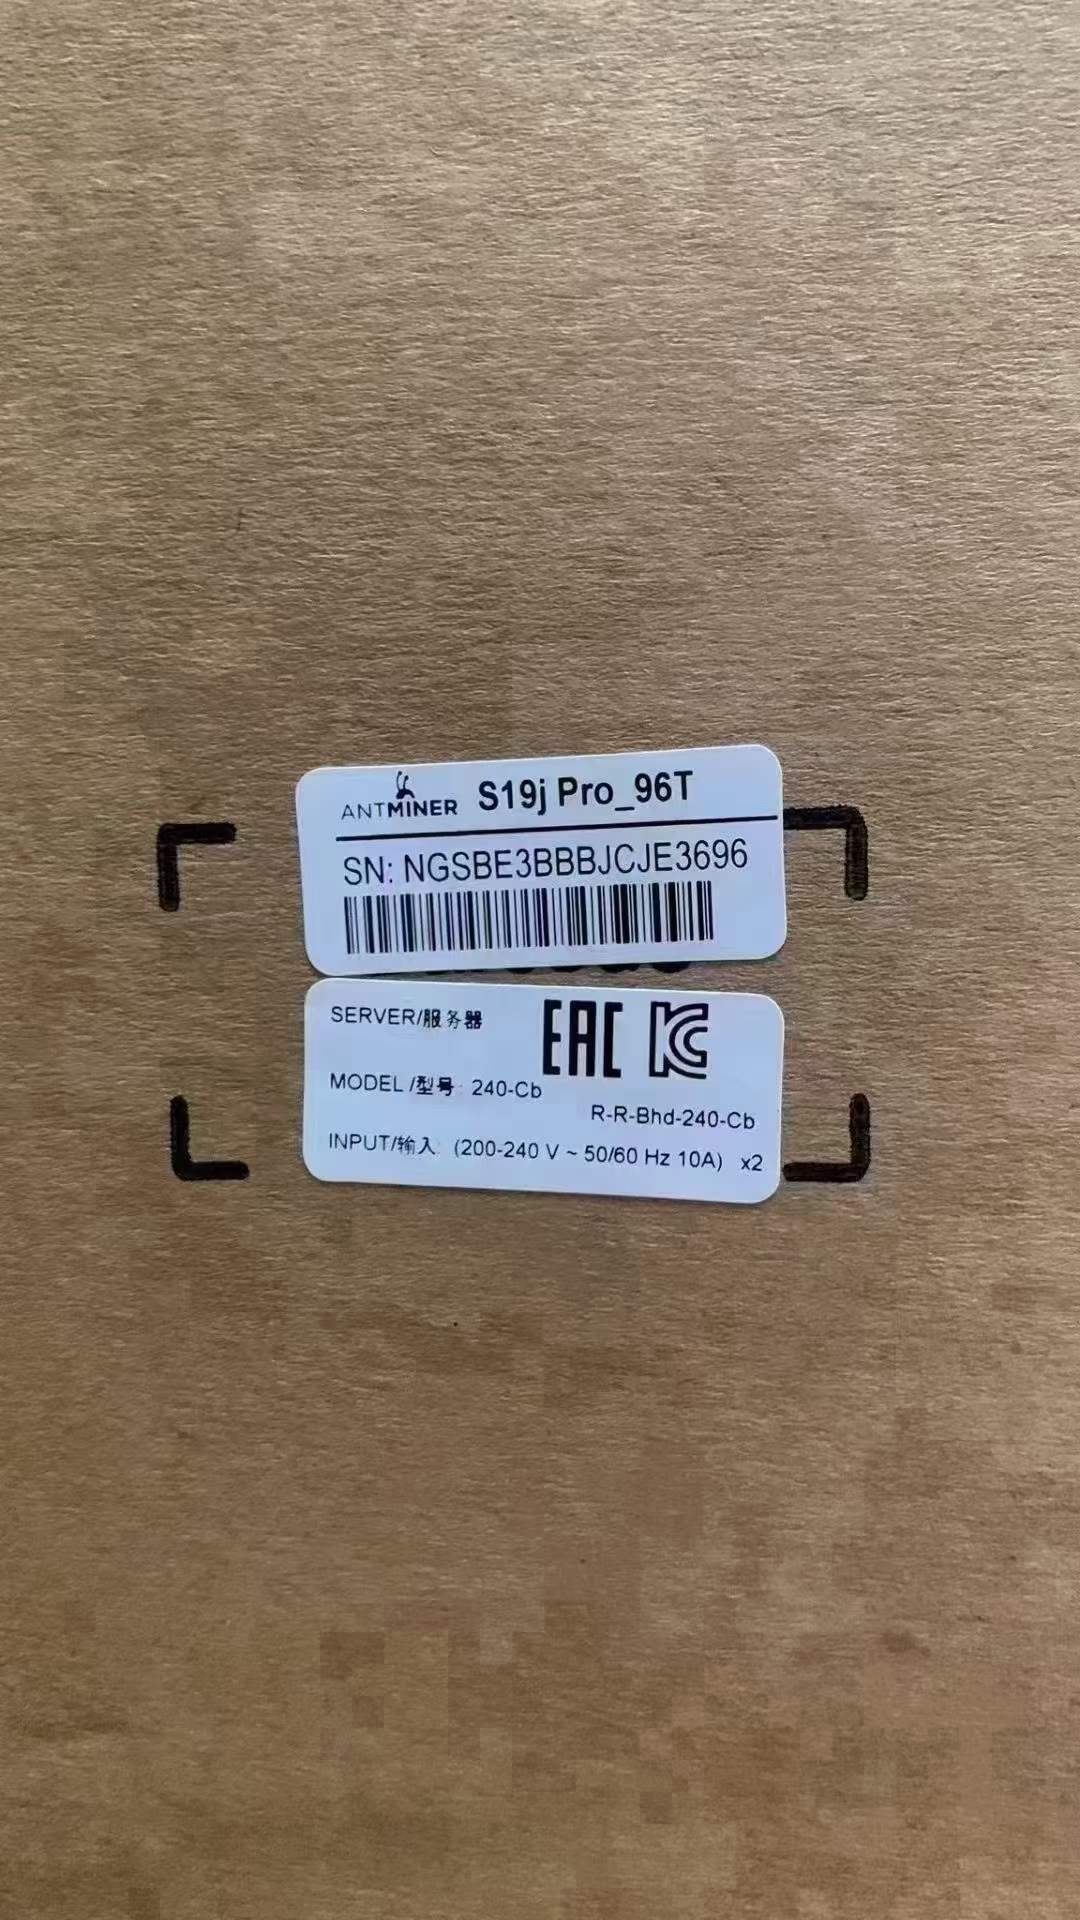 ANTMINER S19j Pro_96T
SN: NGSBE3BBBJCJE3696
SERVER/服务器
EAC
MODEL /型号 240-Cb
R-R-Bhd-240-Cb
INPUT/输入: (200-240 V ~ 50/60 Hz 10A) x2